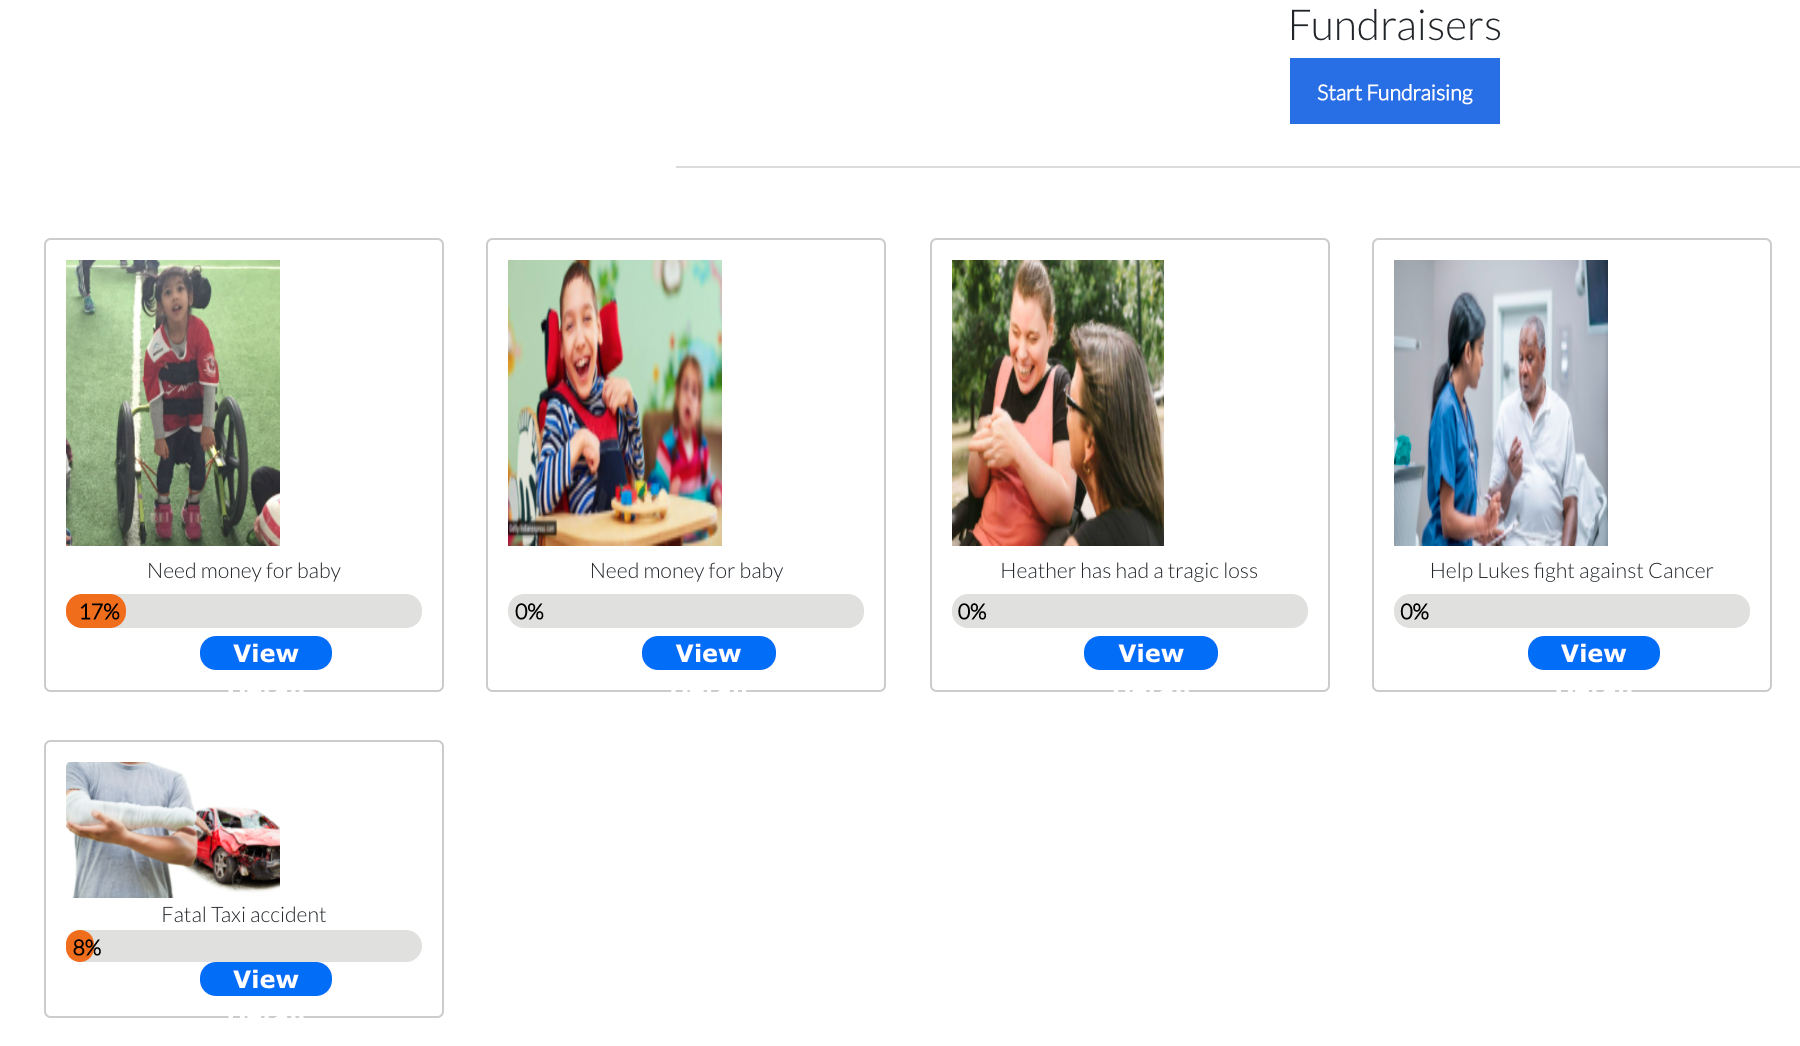 Fundraisers
Start Fundraising
Need money for baby
17%
View
Need money for baby
0%
View
Heather has had a tragic loss
0%
View
Help Lukes fight against Cancer
0%
View
Fatal Taxi accident
8%
View